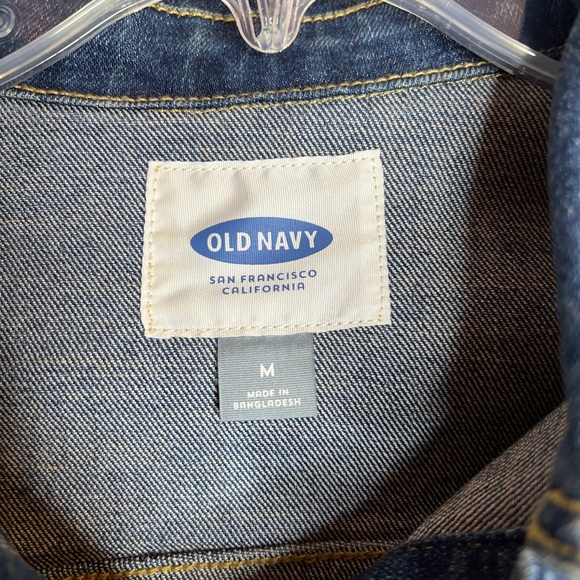 OLD NAVY
SAN FRANCISCO
CALIFORNIA
M
MADE IN
BANGLADESH